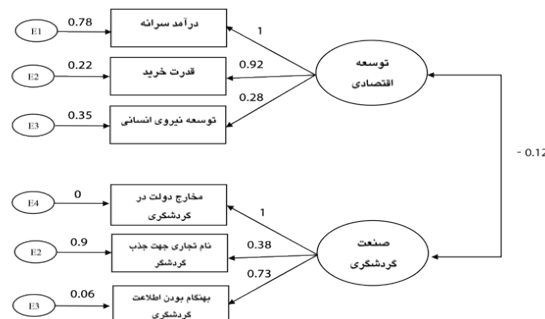 E1
0.78
درآمد سرانه
1
توسعه
اقتصادی
E2
0.22
قدرت خرید
0.92
E3
0.35
توسعه نیروی انسانی
0.28
- 0.12
E4
0
مخارج دولت در
گردشگری
1
صنعت
گردشگری
E2
0.9
نام تجاری جهت جذب
گردشگر
0.38
E3
0.06
بهنگام بودن اطلاعت
گردشگری
0.73